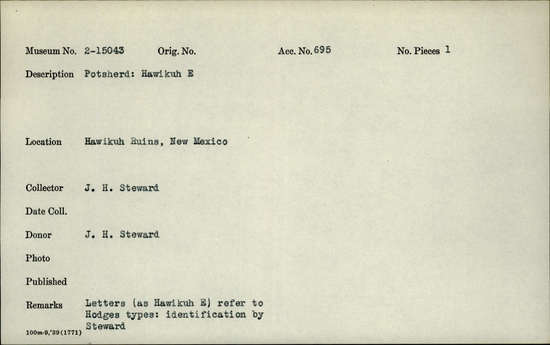 Museum No. 2-15043 Orig. No. Acc. No. 695 No. Pieces 1
Description Potsherd: Hawikuh E
Location Hawikuh Ruins, New Mexico
Collector J. H. Steward
Date Coll.
Donor J. H. Steward
Photo
Published
Remarks Letters (as Hawikuh E) refer to
Hodges types: identification by
Steward
100m-9,'39(1771)